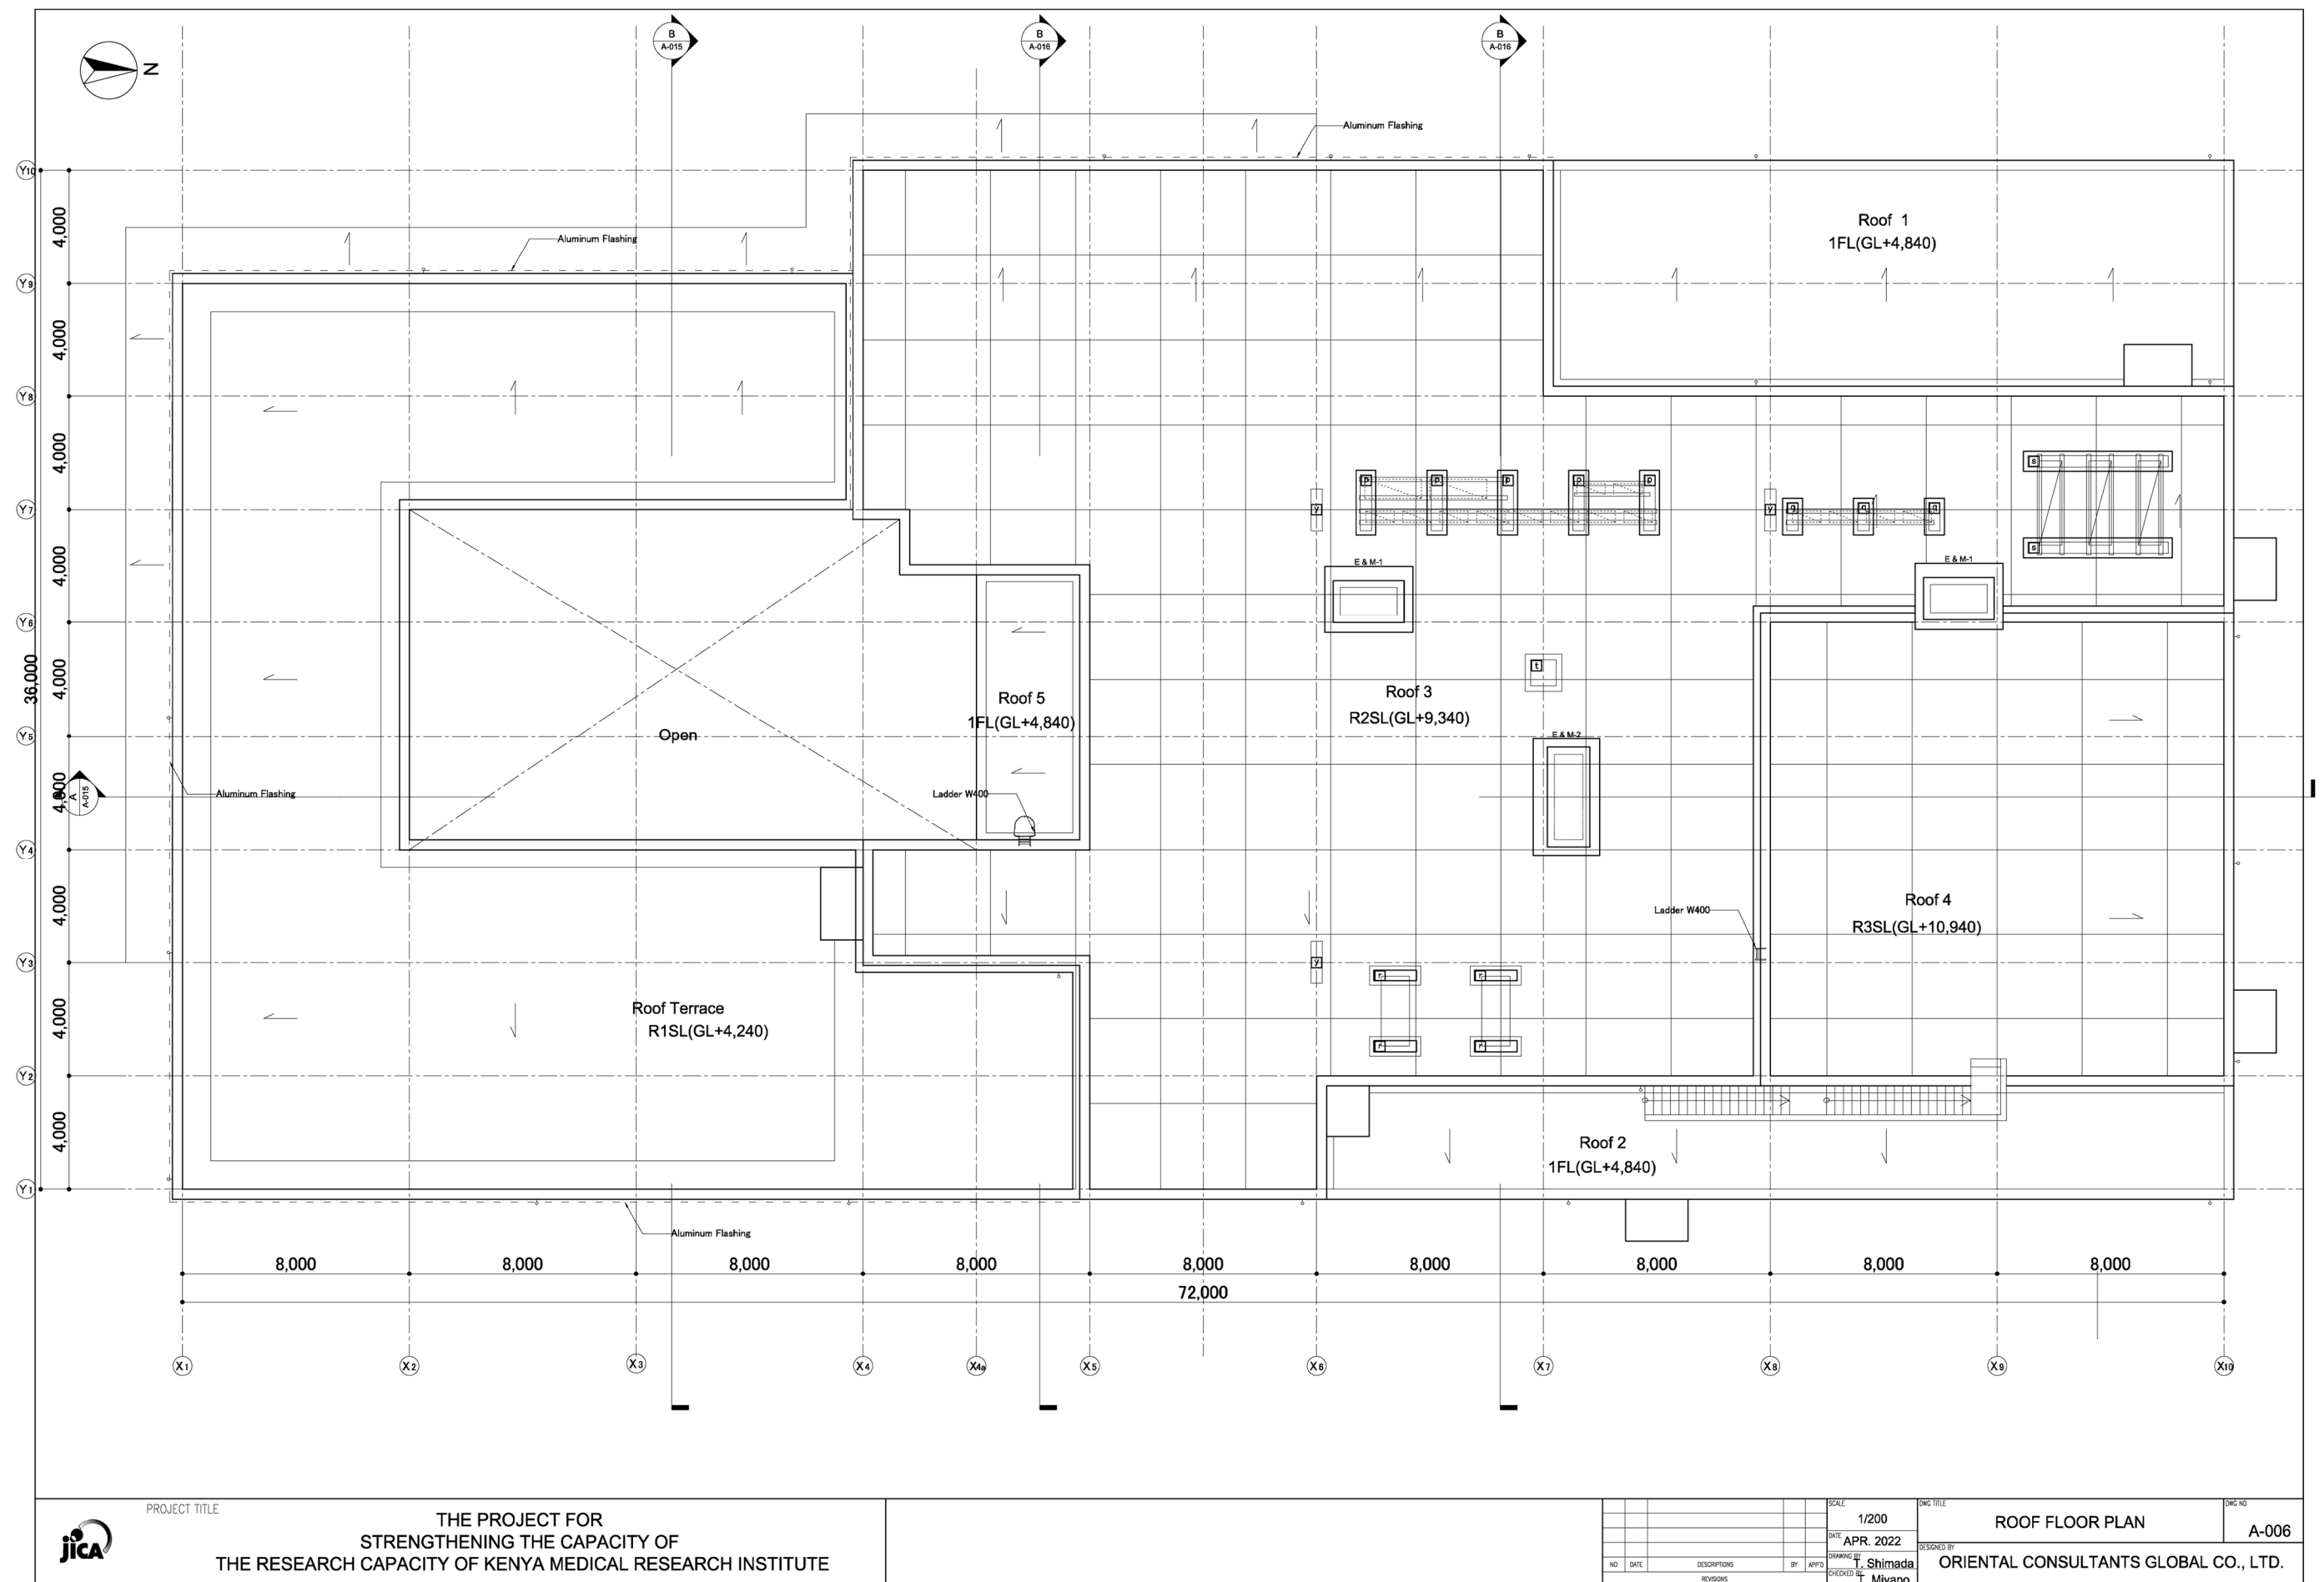 B
A-015
B
A-016
B
A-016
N
Aluminum Flashing
Y10
4,000
Roof 1
1FL(GL+4,840)
Aluminum Flashing
Y9
4,000
Y8
4,000
p
p
p
p
p
s
Y7
y
y
q
q
q
s
4,000
E & M-1
E & M-1
Y6
36,000
4,000
t
Roof 5
1FL(GL+4,840)
Roof 3
R2SL(GL+9,340)
Open
Y5
E & M-2
4,000
A
A-015
Aluminum Flashing
Ladder W400
Y4
4,000
Roof 4
R3SL(GL+10,940)
Ladder W400
Y3
y
r
r
4,000
Roof Terrace
R1SL(GL+4,240)
r
r
Y2
4,000
Roof 2
1FL(GL+4,840)
Y1
Aluminum Flashing
8,000
8,000
8,000
8,000
8,000
8,000
8,000
8,000
8,000
72,000
X1
X2
X3
X4
X4a
X5
X6
X7
X8
X9
X10
PROJECT TITLE
jICA
THE PROJECT FOR
STRENGTHENING THE CAPACITY OF
THE RESEARCH CAPACITY OF KENYA MEDICAL RESEARCH INSTITUTE
NO
DATE
DESCRIPTIONS
BY
APP'D
REVISIONS
SCALE
1/200
DATE
APR. 2022
DRAWING BY
T. Shimada
CHECKED BY
T. Miyano
DWG TITLE
ROOF FLOOR PLAN
DWG NO
A-006
DESIGNED BY
ORIENTAL CONSULTANTS GLOBAL CO., LTD.